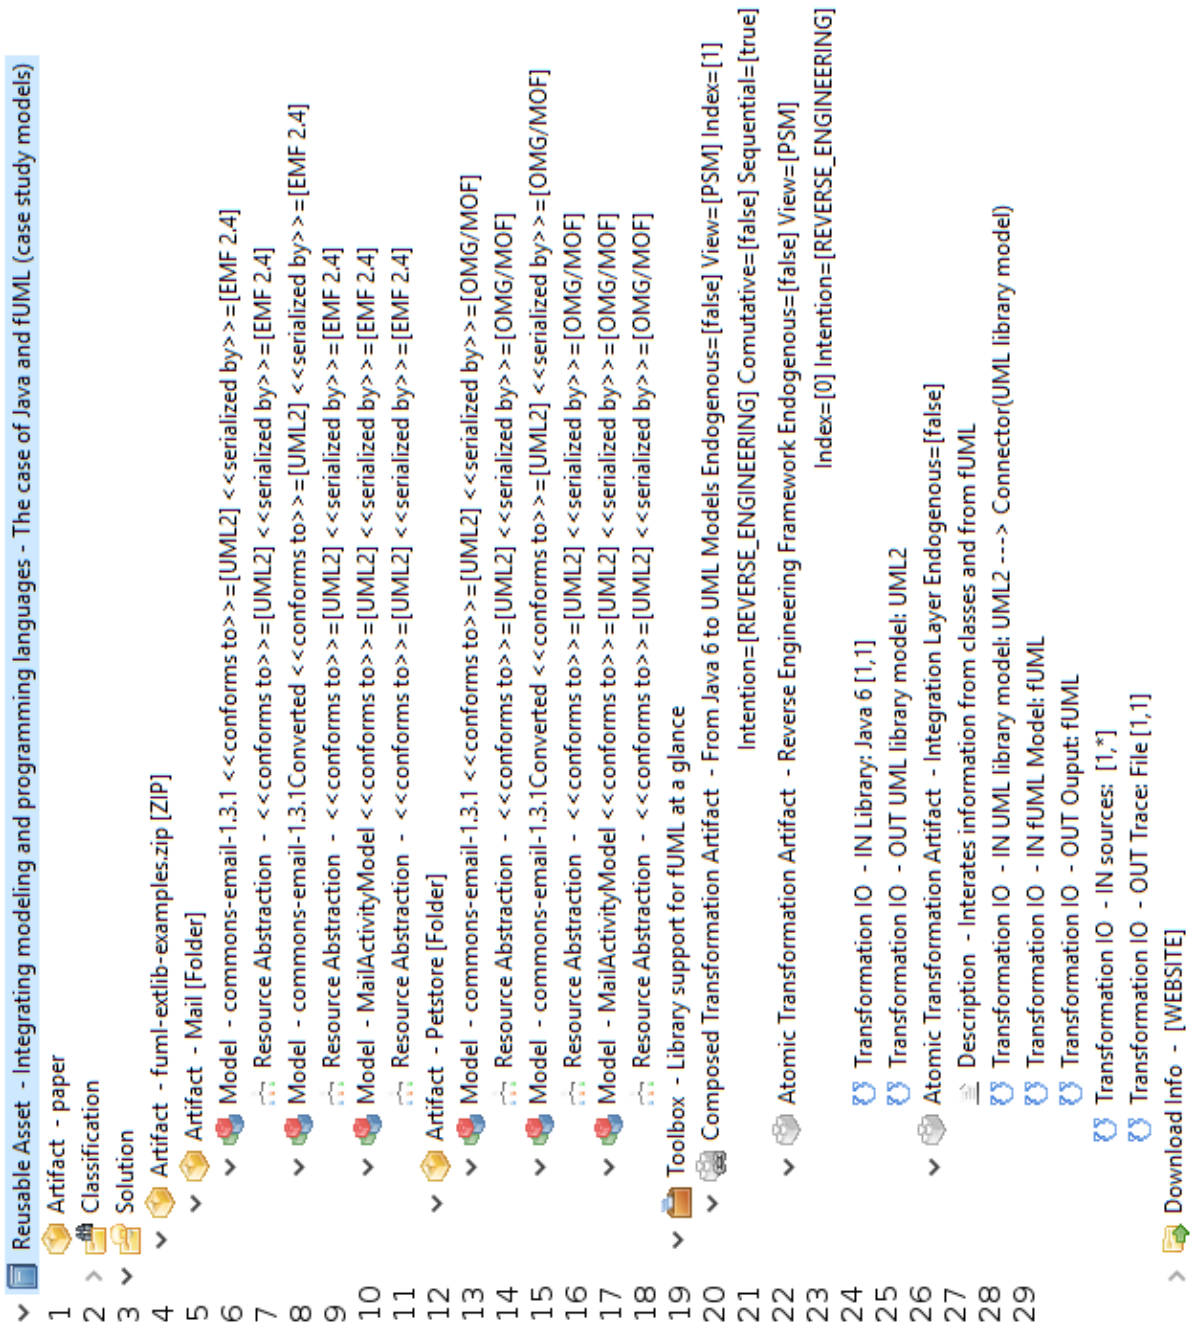 Reusable Asset - Integrating modeling and programming languages - The case of Java and fUML (case study models)
1 Artifact - paper
2 Classification
3 Solution
4 Artifact - fuml-extlib-examples.zip [ZIP]
5 Artifact - Mail [Folder]
6 Model - commons-email-1.3.1 <<conforms to>>=[UML2] <<serialized by>>=[EMF 2.4]
7 Resource Abstraction - <<conforms to>>=[UML2] <<serialized by>>=[EMF 2.4]
8 Model - commons-email-1.3.1Converted <<conforms to>>=[UML2] <<serialized by>>=[EMF 2.4]
9 Resource Abstraction - <<conforms to>>=[UML2] <<serialized by>>=[EMF 2.4]
10 Model - MailActivityModel <<conforms to>>=[UML2] <<serialized by>>=[EMF 2.4]
11 Resource Abstraction - <<conforms to>>=[UML2] <<serialized by>>=[EMF 2.4]
12 Artifact - Petstore [Folder]
13 Model - commons-email-1.3.1 <<conforms to>>=[UML2] <<serialized by>>=[OMG/MOF]
14 Resource Abstraction - <<conforms to>>=[UML2] <<serialized by>>=[OMG/MOF]
15 Model - commons-email-1.3.1Converted <<conforms to>>=[UML2] <<serialized by>>=[OMG/MOF]
16 Resource Abstraction - <<conforms to>>=[UML2] <<serialized by>>=[OMG/MOF]
17 Model - MailActivityModel <<conforms to>>=[UML2] <<serialized by>>=[OMG/MOF]
18 Resource Abstraction - <<conforms to>>=[UML2] <<serialized by>>=[OMG/MOF]
19 Toolbox - Library support for fUML at a glance
20 Composed Transformation Artifact - From Java 6 to UML Models Endogenous=[false] View=[PSM] Index=[1]
21 Intention=[REVERSE_ENGINEERING] Comutative=[false] Sequential=[true]
22 Atomic Transformation Artifact - Reverse Engineering Framework Endogenous=[false] View=[PSM]
23 Index=[0] Intention=[REVERSE_ENGINEERING]
24 Transformation IO - IN Library: Java 6 [1,1]
25 Transformation IO - OUT UML library model: UML2
26 Atomic Transformation Artifact - Integration Layer Endogenous=[false]
27 Description - Interates information from classes and from fUML
28 Transformation IO - IN UML library model: UML2 ---> Connector(UML library model)
29 Transformation IO - IN fUML Model: fUML
Transformation IO - OUT Ouput: fUML
Transformation IO - IN sources: [1,*]
Transformation IO - OUT Trace: File [1,1]
Download Info - [WEBSITE]